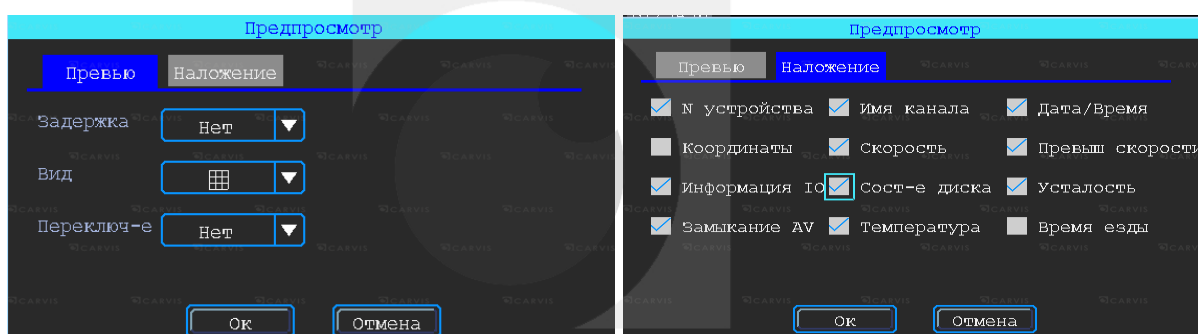 Предпросмотр
Превью Наложение
Задержка Нет
Вид
Переключ-е Нет
Ок Отмена
Предпросмотр
Превью Наложение
N устройства Имя канала Дата/Время
Координаты Скорость Превыш скорости
Информация IO Сост-е диска Усталость
Замыкание AV Температура Время езды
Ок Отмена
CARVIS